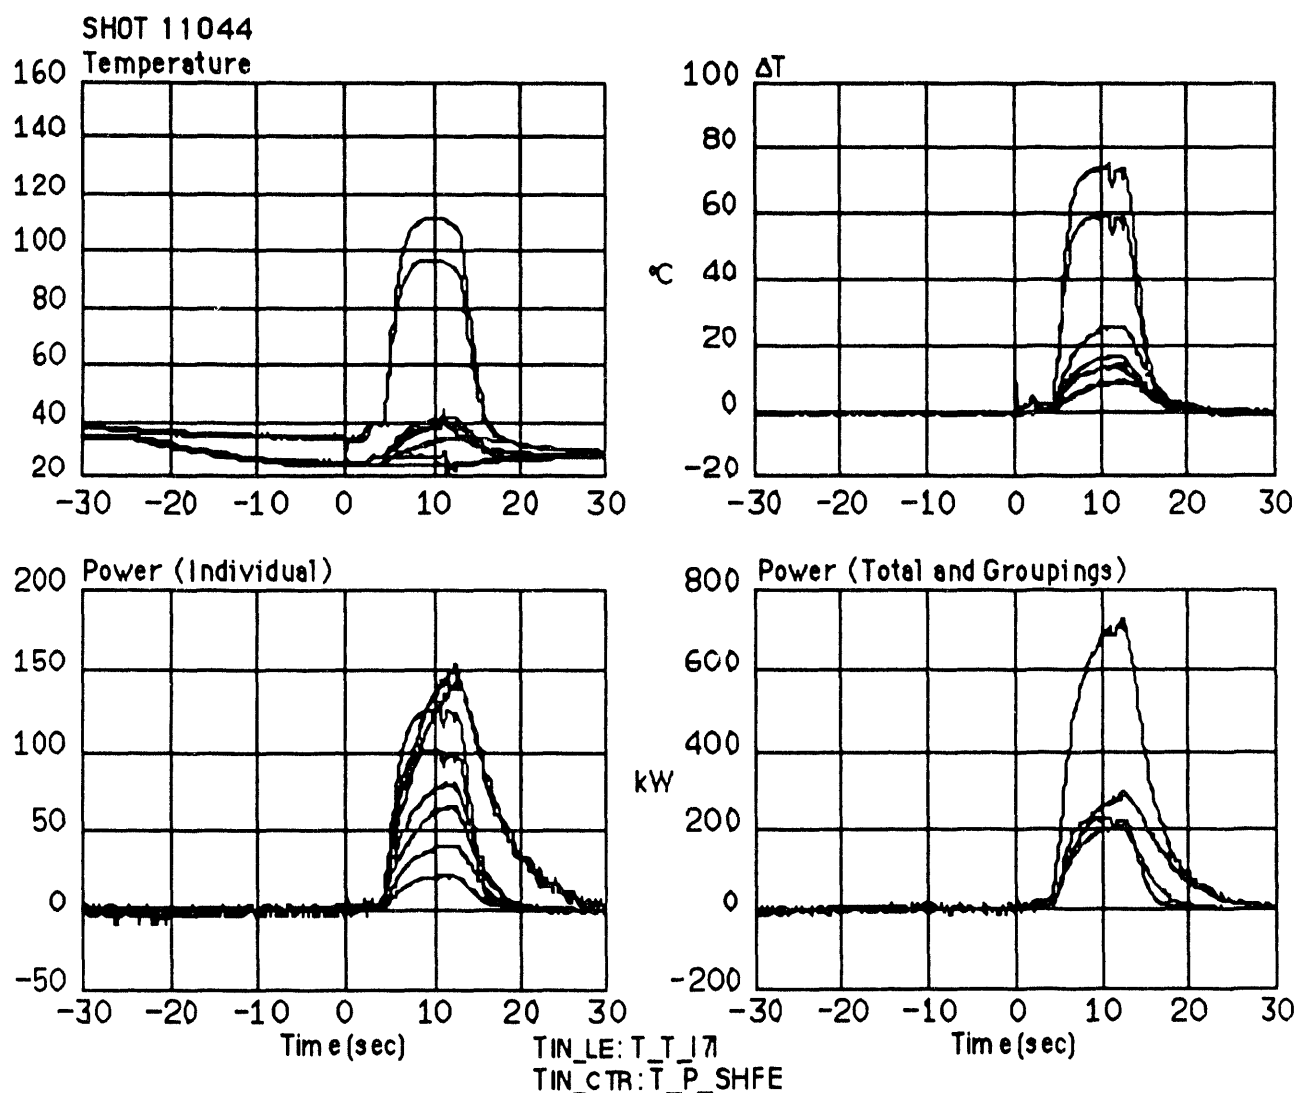 SHOT 11044
Temperature
160
140
120
100
80
60
40
20
-30 -20 -10 0 10 20 30
ΔT
100
80
60
40
20
0
-20
°C
-30 -20 -10 0 10 20 30
Power (Individual)
200
150
100
50
0
-50
-30 -20 -10 0 10 20 30
Time(sec)
Power (Total and Groupings)
800
600
400
200
0
-200
kW
-30 -20 -10 0 10 20 30
Time(sec)
TIN_LE:T_T_171
TIN_CTR:T_P_SHFE